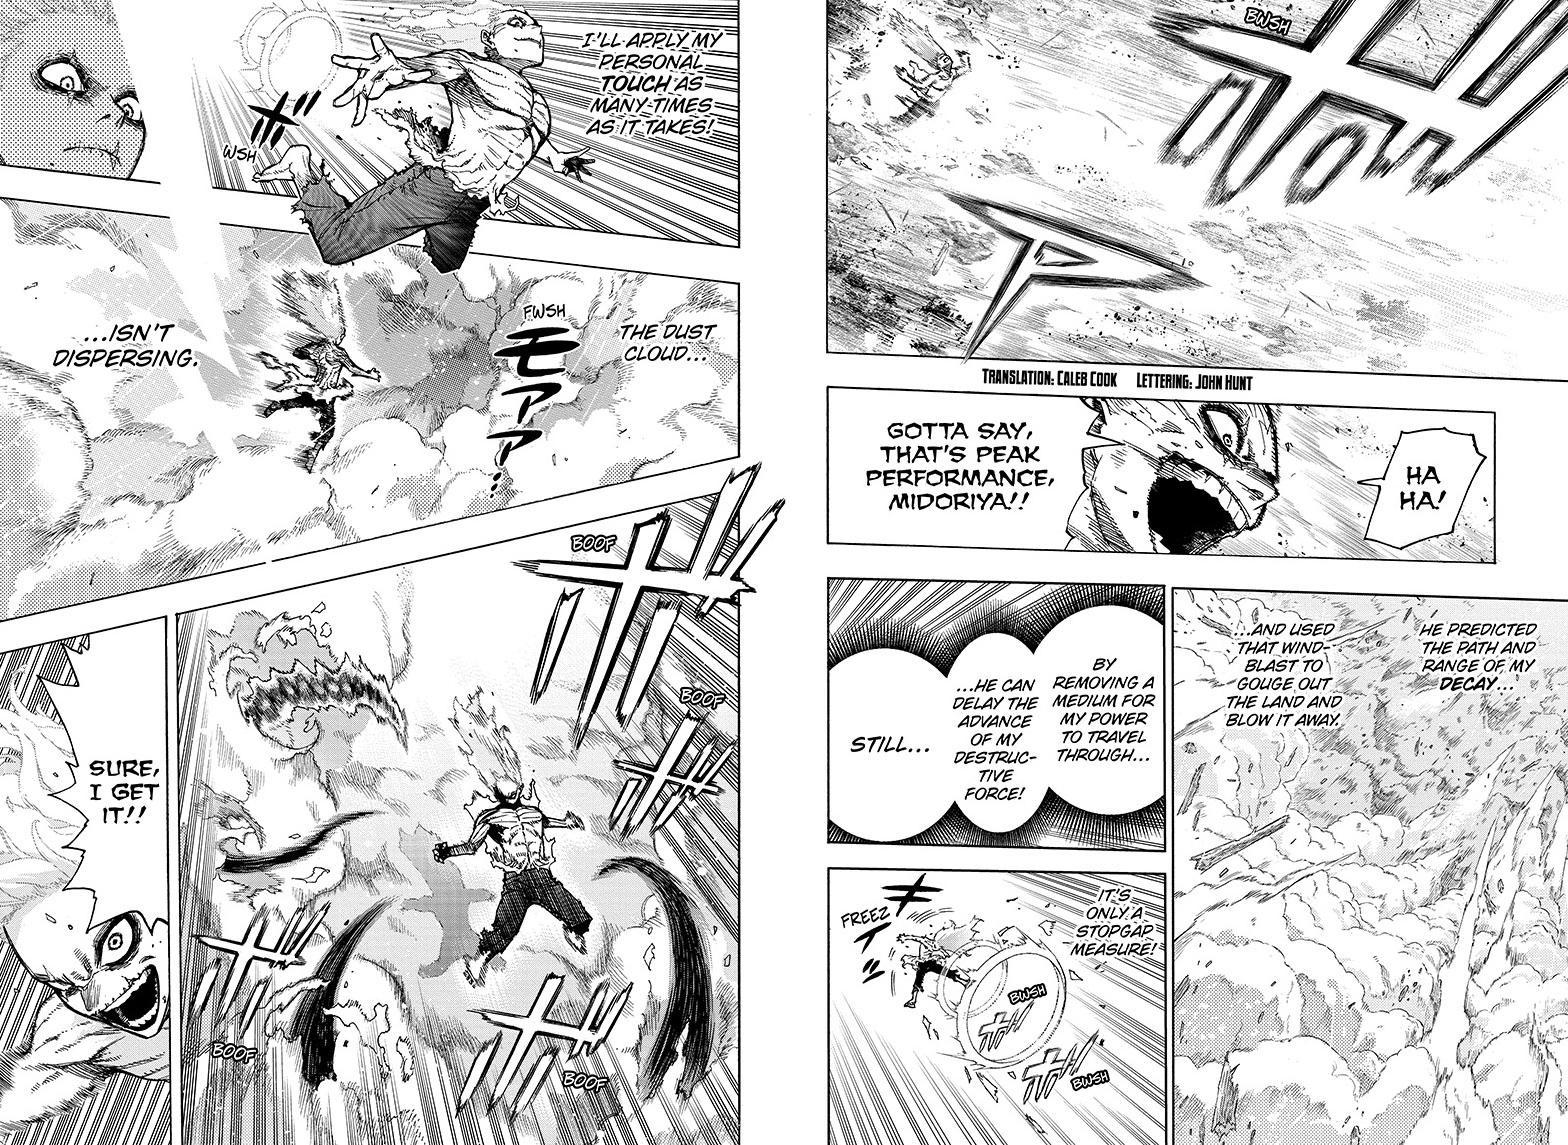 BWSH
TRANSLATION: CALEB COOK LETTERING: JOHN HUNT
HA
HA!
GOTTA SAY,
THAT'S PEAK
PERFORMANCE,
MIDORIYA!!
HE PREDICTED
THE PATH AND
RANGE OF MY
DECAY...
...AND USED
THAT WIND-
BLAST TO
GOUGE OUT
THE LAND AND
BLOW IT AWAY.
BY
REMOVING A
MEDIUM FOR
MY POWER
TO TRAVEL
THROUGH...
...HE CAN
DELAY THE
ADVANCE
OF MY
DESTRUC-
TIVE
FORCE!
STILL...
IT'S
ONLY A
STOPGAP
MEASURE!
FREEZ
BWSH
BWSH
I'LL APPLY MY
PERSONAL
TOUCH AS
MANY TIMES
AS IT TAKES!
WSH
THE DUST
CLOUD...
FWSH
モアア...
...ISN'T
DISPERSING.
BOOF
BOOF
BOOF
BOOF
SURE,
I GET
IT!!